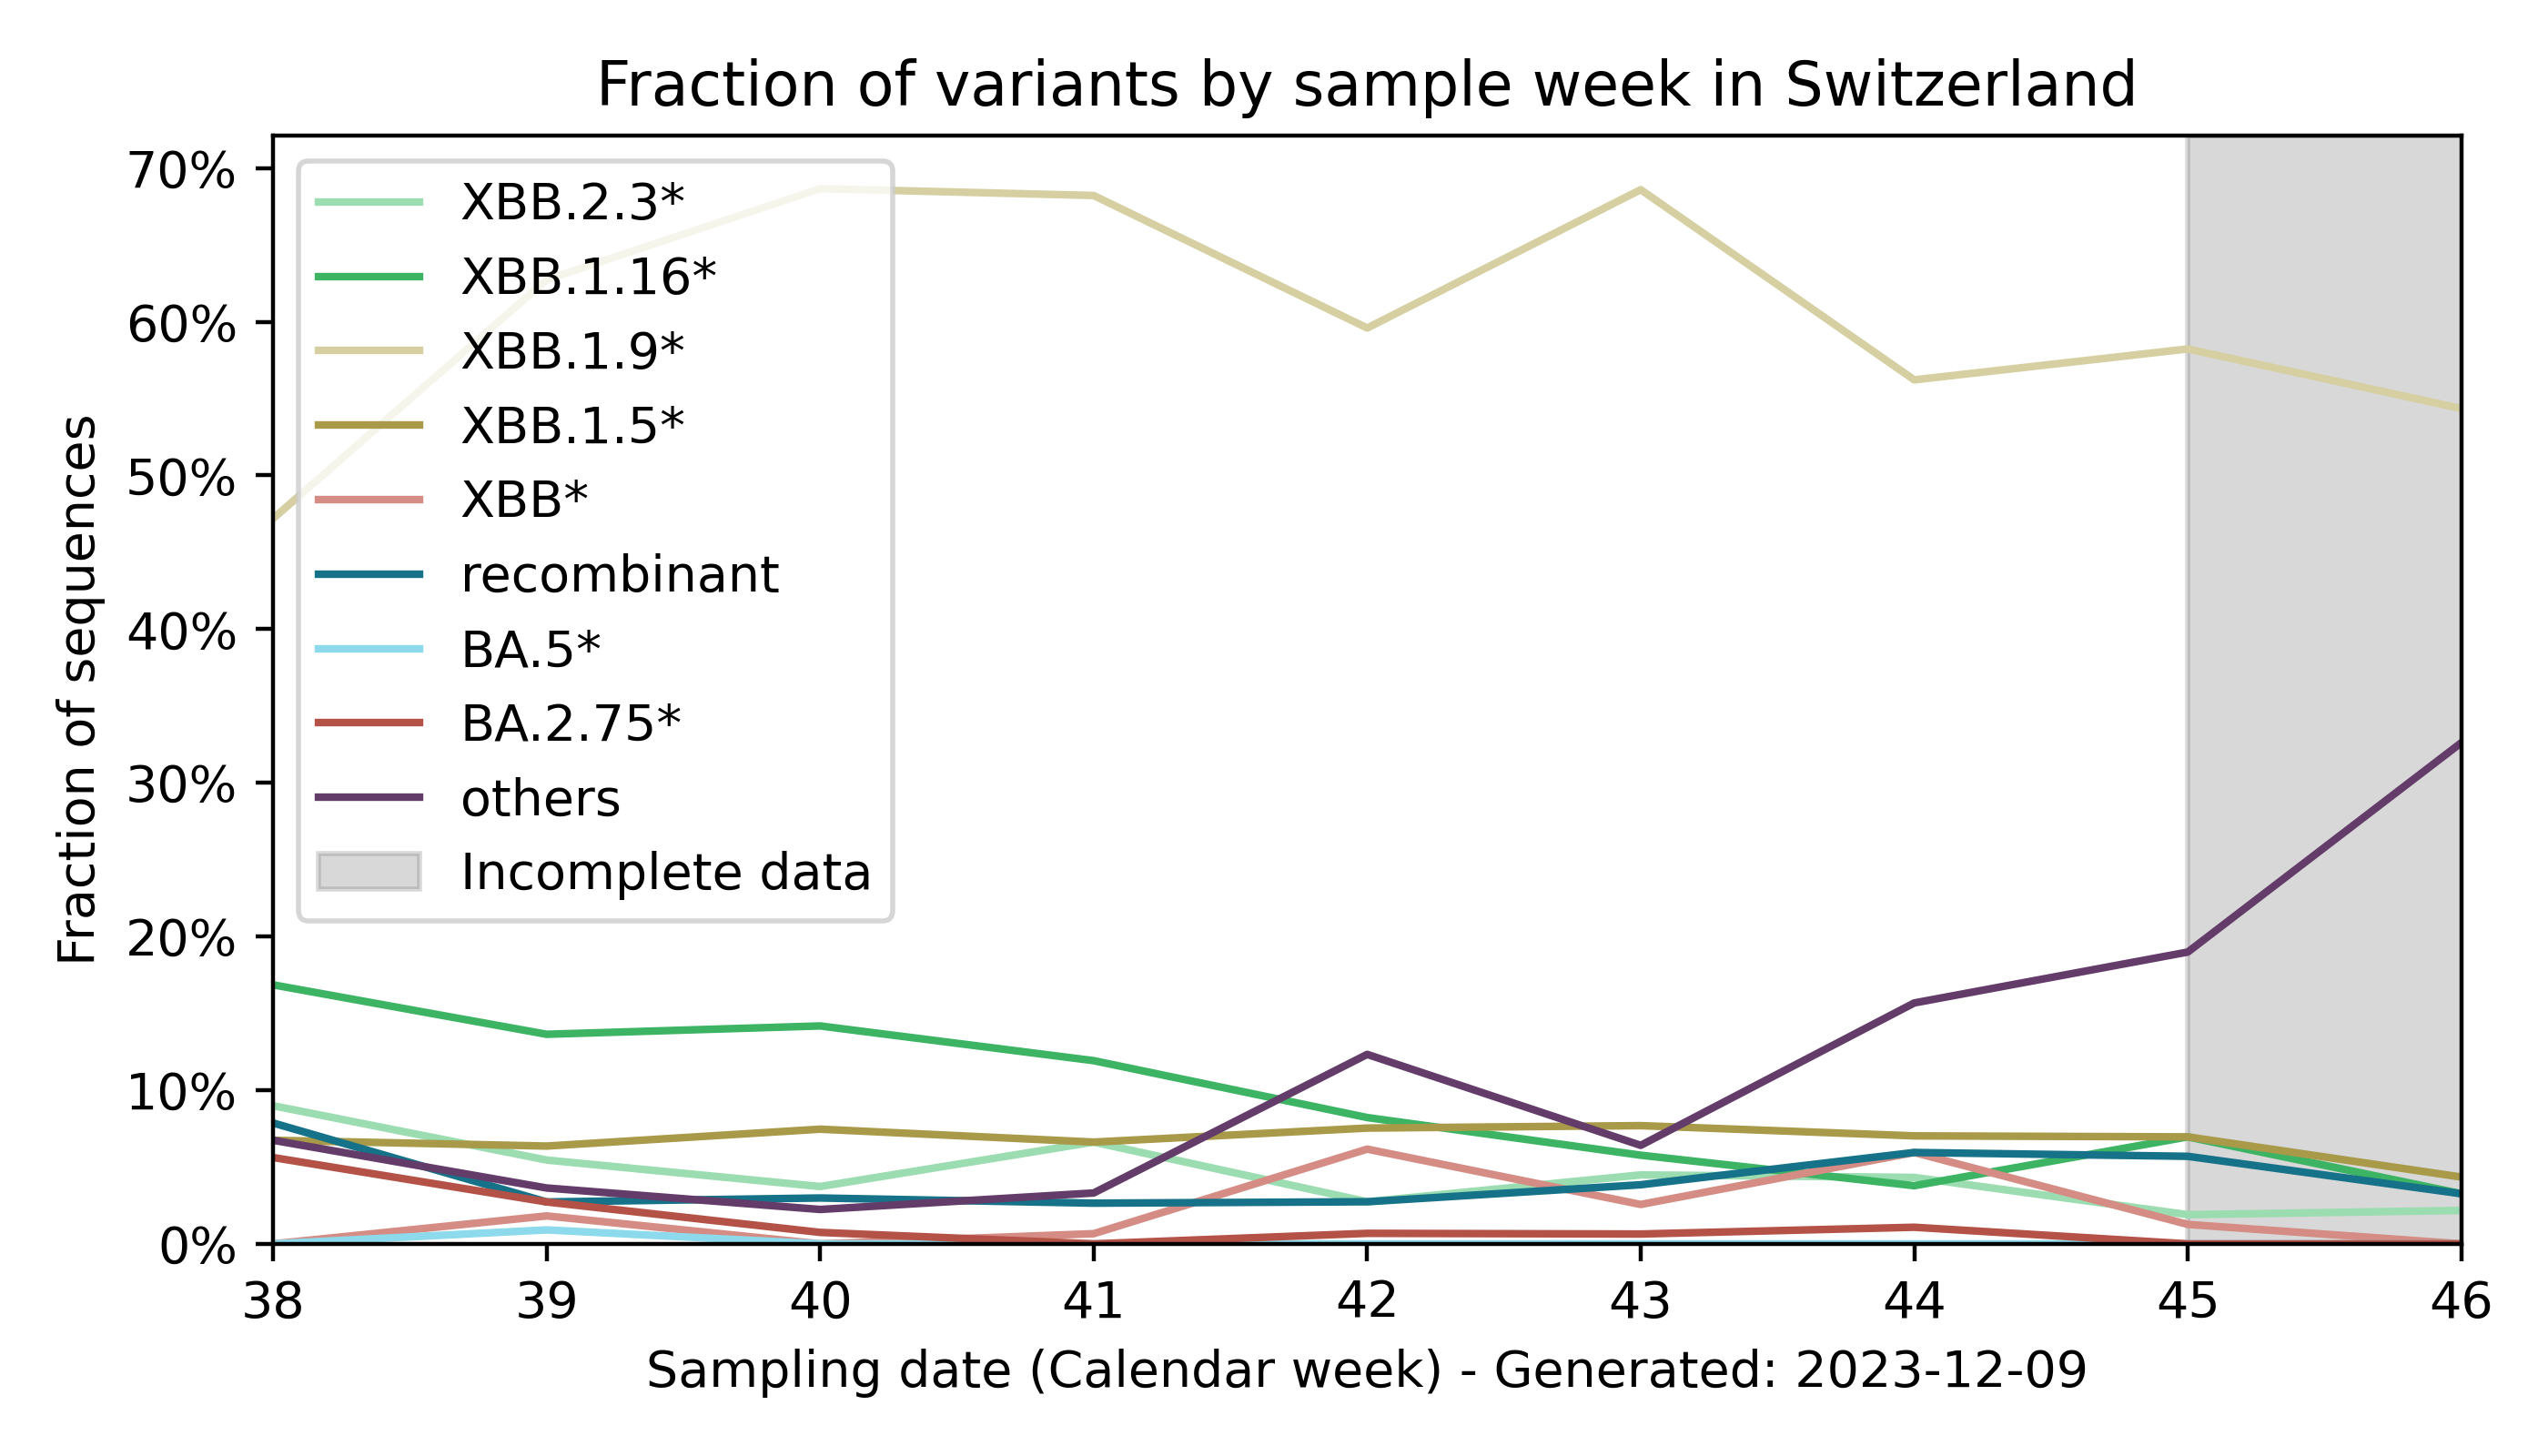 Fraction of variants by sample week in Switzerland
70%
60%
50%
40%
30%
20%
10%
0%
Fraction of sequences
XBB.2.3*
XBB.1.16*
XBB.1.9*
XBB.1.5*
XBB*
recombinant
BA.5*
BA.2.75*
others
Incomplete data
38 39 40 41 42 43 44 45 46
Sampling date (Calendar week) - Generated: 2023-12-09